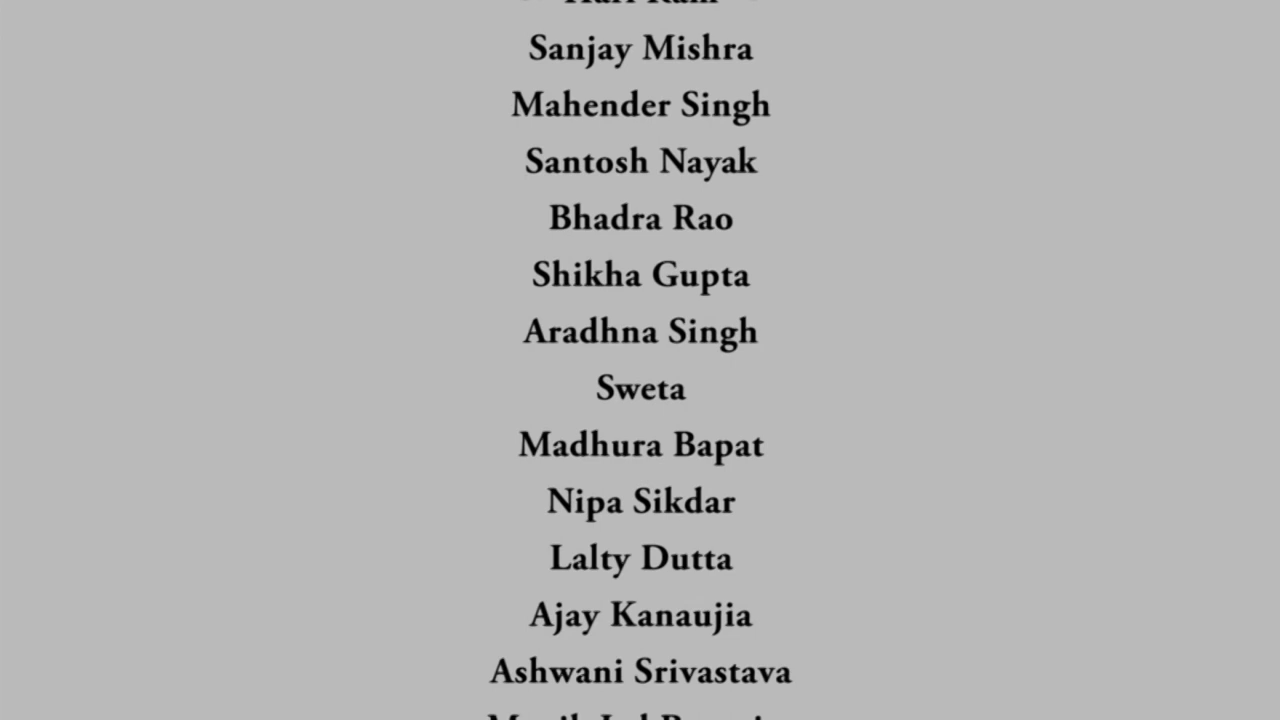 Sanjay Mishra
Mahender Singh
Santosh Nayak
Bhadra Rao
Shikha Gupta
Aradhna Singh
Sweta
Madhura Bapat
Nipa Sikdar
Lalty Dutta
Ajay Kanaujia
Ashwani Srivastava